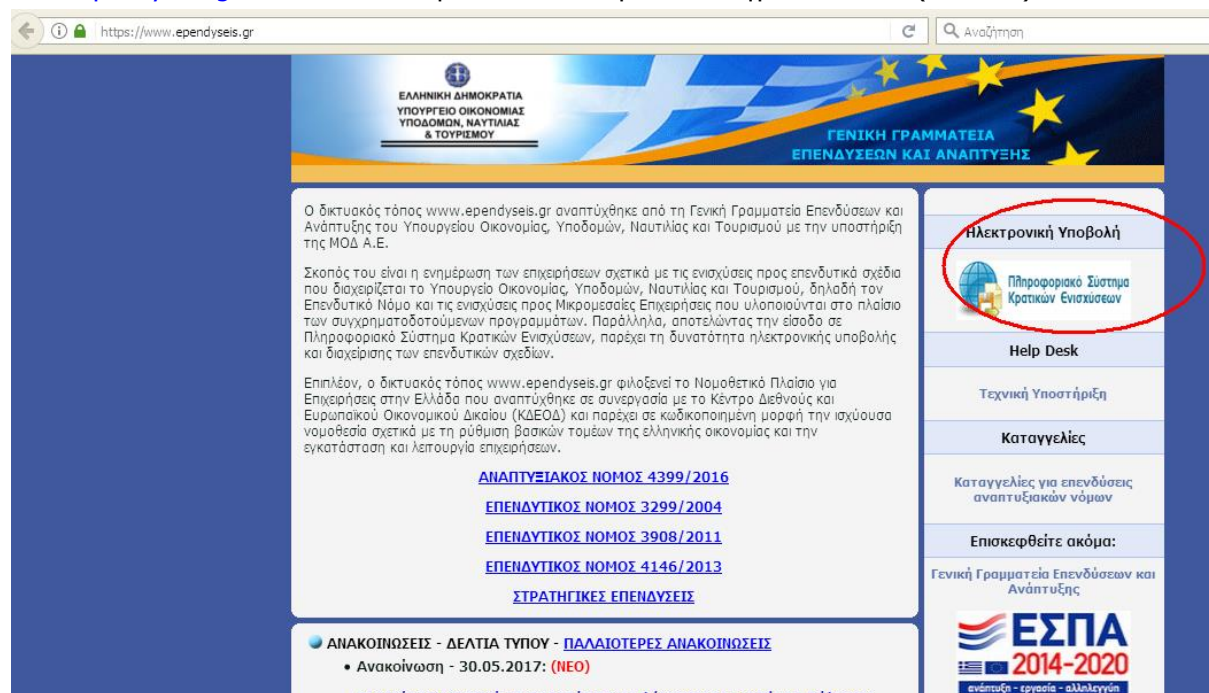 https://www.ependyseis.gr
Αναζήτηση
ΕΛΛΗΝΙΚΗ ΔΗΜΟΚΡΑΤΙΑ
ΥΠΟΥΡΓΕΙΟ ΟΙΚΟΝΟΜΙΑΣ
ΥΠΟΔΟΜΩΝ, ΝΑΥΤΙΛΙΑΣ
& ΤΟΥΡΙΣΜΟΥ
ΓΕΝΙΚΗ ΓΡΑΜΜΑΤΕΙΑ
ΕΠΕΝΔΥΣΕΩΝ ΚΑΙ ΑΝΑΠΤΥΞΗΣ
Ο δικτυακός τόπος www.ependyseis.gr αναπτύχθηκε από τη Γενική Γραμματεία Επενδύσεων και
Ανάπτυξης του Υπουργείου Οικονομίας, Υποδομών, Ναυτιλίας και Τουρισμού με την υποστήριξη
της ΜΟΔ Α.Ε.
Σκοπός του είναι η ενημέρωση των επιχειρήσεων σχετικά με τις ενισχύσεις προς επενδυτικά σχέδια
που διαχειρίζεται το Υπουργείο Οικονομίας, Υποδομών, Ναυτιλίας και Τουρισμού, δηλαδή τον
Επενδυτικό Νόμο και τις ενισχύσεις προς Μικρομεσαίες Επιχειρήσεις που υλοποιούνται στο πλαίσιο
των συγχρηματοδοτούμενων προγραμμάτων. Παράλληλα, αποτελώντας την είσοδο σε
Πληροφοριακό Σύστημα Κρατικών Ενισχύσεων, παρέχει τη δυνατότητα ηλεκτρονικής υποβολής
και διαχείρισης των επενδυτικών σχεδίων.
Επιπλέον, ο δικτυακός τόπος www.ependyseis.gr φιλοξενεί το Νομοθετικό Πλαίσιο για
Επιχειρήσεις στην Ελλάδα που αναπτύχθηκε σε συνεργασία με το Κέντρο Διεθνούς και
Ευρωπαϊκού Οικονομικού Δικαίου (ΚΔΕΟΔ) και παρέχει σε κωδικοποιημένη μορφή την ισχύουσα
νομοθεσία σχετικά με τη ρύθμιση βασικών τομέων της ελληνικής οικονομίας και την
εγκατάσταση και λειτουργία επιχειρήσεων.
ΑΝΑΠΤΥΞΙΑΚΟΣ ΝΟΜΟΣ 4399/2016
ΕΠΕΝΔΥΤΙΚΟΣ ΝΟΜΟΣ 3299/2004
ΕΠΕΝΔΥΤΙΚΟΣ ΝΟΜΟΣ 3908/2011
ΕΠΕΝΔΥΤΙΚΟΣ ΝΟΜΟΣ 4146/2013
ΣΤΡΑΤΗΓΙΚΕΣ ΕΠΕΝΔΥΣΕΙΣ
ΑΝΑΚΟΙΝΩΣΕΙΣ - ΔΕΛΤΙΑ ΤΥΠΟΥ - ΠΑΛΑΙΟΤΕΡΕΣ ΑΝΑΚΟΙΝΩΣΕΙΣ
• Ανακοίνωση - 30.05.2017: (ΝΕΟ)
Ηλεκτρονική Υποβολή
Πληροφοριακό Σύστημα
Κρατικών Ενισχύσεων
Help Desk
Τεχνική Υποστήριξη
Καταγγελίες
Καταγγελίες για επενδύσεις
αναπτυξιακών νόμων
Επισκεφθείτε ακόμα:
Γενική Γραμματεία Επενδύσεων και
Ανάπτυξης
ΕΣΠΑ
2014-2020
ανάπτυξη - εργασία - αλληλεγγύη